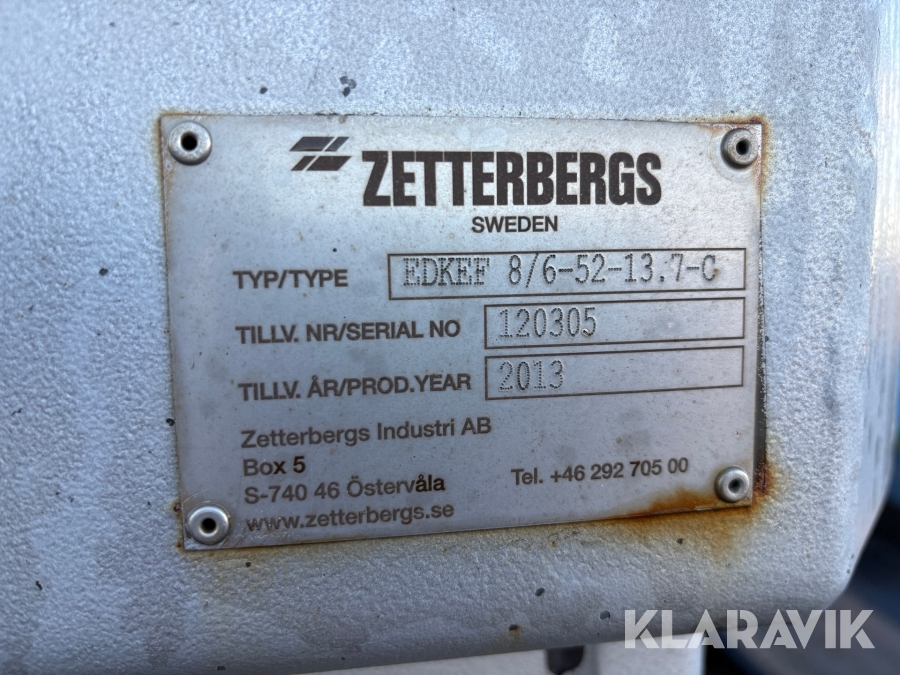 ZETTERBERGS
SWEDEN
TYP/TYPE EDKEF 8/6-52-13.7-C
TILLV. NR/SERIAL NO 120305
TILLV. ÅR/PROD.YEAR 2013
Zetterbergs Industri AB
Box 5
S-740 46 Östervåla Tel. +46 292 705 00
www.zetterbergs.se
KLARAVIK